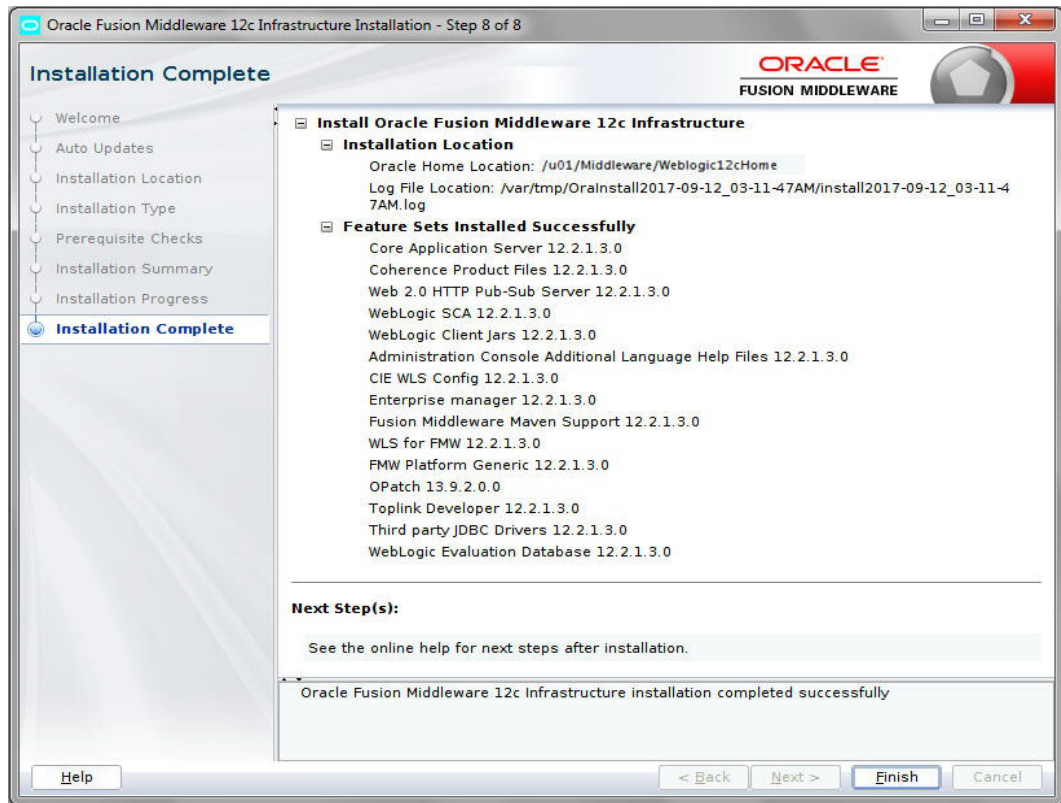 Oracle Fusion Middleware 12c Infrastructure Installation - Step 8 of 8
Installation Complete
ORACLE
FUSION MIDDLEWARE
Welcome
Auto Updates
Installation Location
Installation Type
Prerequisite Checks
Installation Summary
Installation Progress
Installation Complete
Install Oracle Fusion Middleware 12c Infrastructure
Installation Location
Oracle Home Location: /u01/Middleware/Weblogic12cHome
Log File Location: /var/tmp/OraInstall2017-09-12_03-11-47AM/install2017-09-12_03-11-4
7AM.log
Feature Sets Installed Successfully
Core Application Server 12.2.1.3.0
Coherence Product Files 12.2.1.3.0
Web 2.0 HTTP Pub-Sub Server 12.2.1.3.0
WebLogic SCA 12.2.1.3.0
WebLogic Client Jars 12.2.1.3.0
Administration Console Additional Language Help Files 12.2.1.3.0
CIE WLS Config 12.2.1.3.0
Enterprise manager 12.2.1.3.0
Fusion Middleware Maven Support 12.2.1.3.0
WLS for FMW 12.2.1.3.0
FMW Platform Generic 12.2.1.3.0
OPatch 13.9.2.0.0
Toplink Developer 12.2.1.3.0
Third party JDBC Drivers 12.2.1.3.0
WebLogic Evaluation Database 12.2.1.3.0
Next Step(s):
See the online help for next steps after installation.
Oracle Fusion Middleware 12c Infrastructure installation completed successfully
Help
< Back
Next >
Finish
Cancel